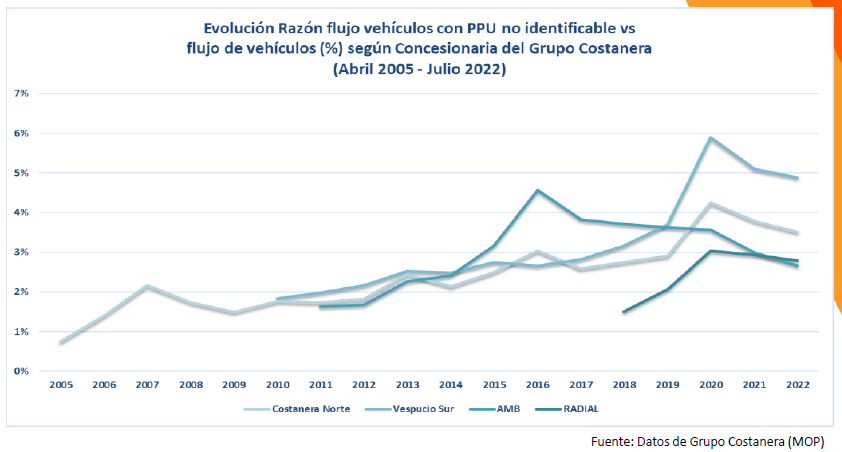 Evolución Razón flujo vehículos con PPU no identificable vs
flujo de vehículos (%) según Concesionaria del Grupo Costanera
(Abril 2005 - Julio 2022)
7%
6%
5%
4%
3%
2%
1%
0%
2005 2006 2007 2008 2009 2010 2011 2012 2013 2014 2015 2016 2017 2018 2019 2020 2021 2022
Costanera Norte Vespucio Sur AMB RADIAL
Fuente: Datos de Grupo Costanera (MOP)